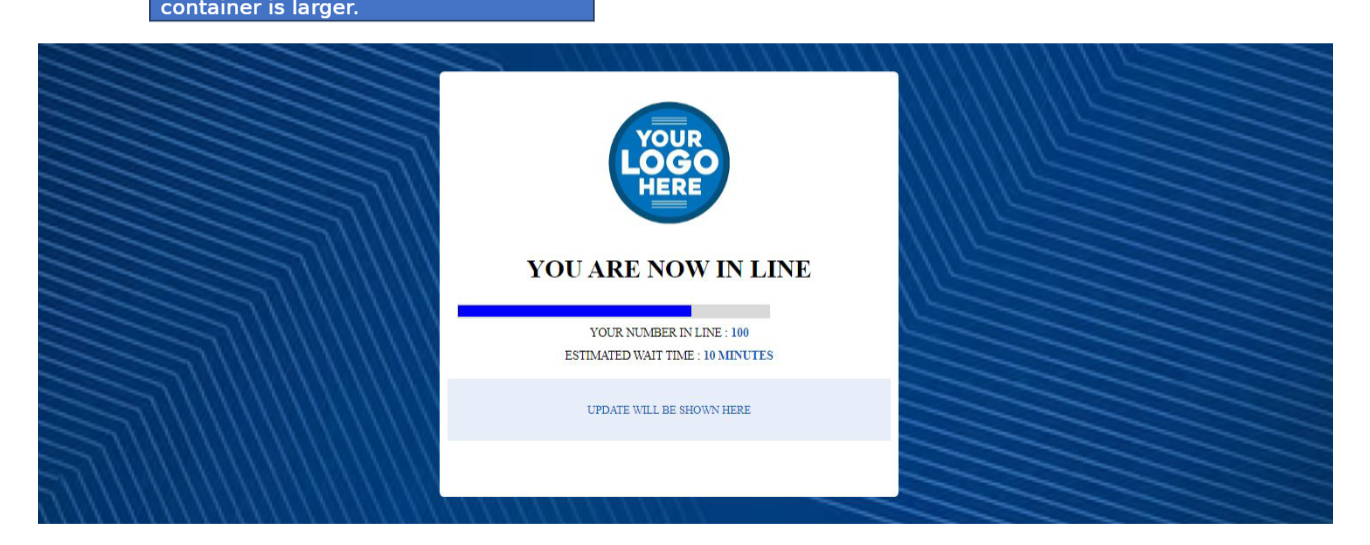 container is larger.
YOUR
LOGO
HERE
YOU ARE NOW IN LINE
YOUR NUMBER IN LINE : 100
ESTIMATED WAIT TIME : 10 MINUTES
UPDATE WILL BE SHOWN HERE